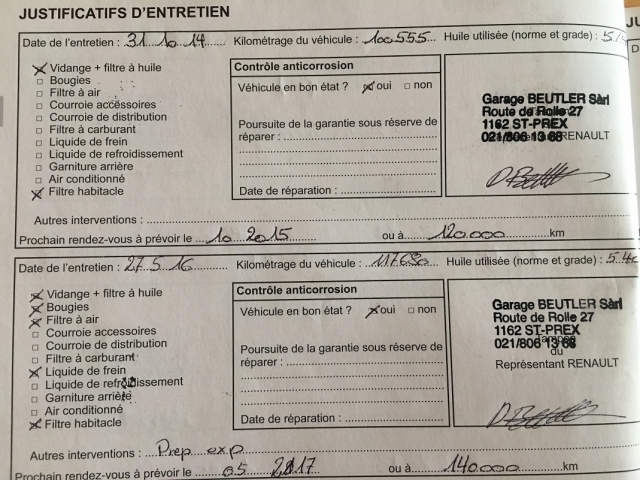 JUSTIFICATIFS D'ENTRETIEN
Date de l'entretien : 31.10.14 Kilométrage du véhicule : 100555 Huile utilisée (norme et grade) : 5
Vidange + filtre à huile
Bougies
Filtre à air
Courroie accessoires
Courroie de distribution
Filtre à carburant
Liquide de frein
Liquide de refroidissement
Garniture arrière
Air conditionné
Filtre habitacle
Contrôle anticorrosion
Véhicule en bon état ? oui non
Poursuite de la garantie sous réserve de
réparer :
Date de réparation :
Garage BEUTLER Sàrl
Route de Rolle 27
1162 ST-PREX
021/806 13 68
RENAULT
Autres interventions :
Prochain rendez-vous à prévoir le 10 2015 ou à 120.000 km
Date de l'entretien : 27.5.16 Kilométrage du véhicule : Huile utilisée (norme et grade) : 5.40
Vidange + filtre à huile
Bougies
Filtre à air
Courroie accessoires
Courroie de distribution
Filtre à carburant
Liquide de frein
Liquide de refroidissement
Garniture arrière
Air conditionné
Filtre habitacle
Contrôle anticorrosion
Véhicule en bon état ? oui non
Poursuite de la garantie sous réserve de
réparer :
Date de réparation :
Garage BEUTLER Sàrl
Route de Rolle 27
1162 ST-PREX
021/806 13 68
du
Représentant RENAULT
Autres interventions : Prep exp
Prochain rendez-vous à prévoir le 05 2017 ou à 140.000 km